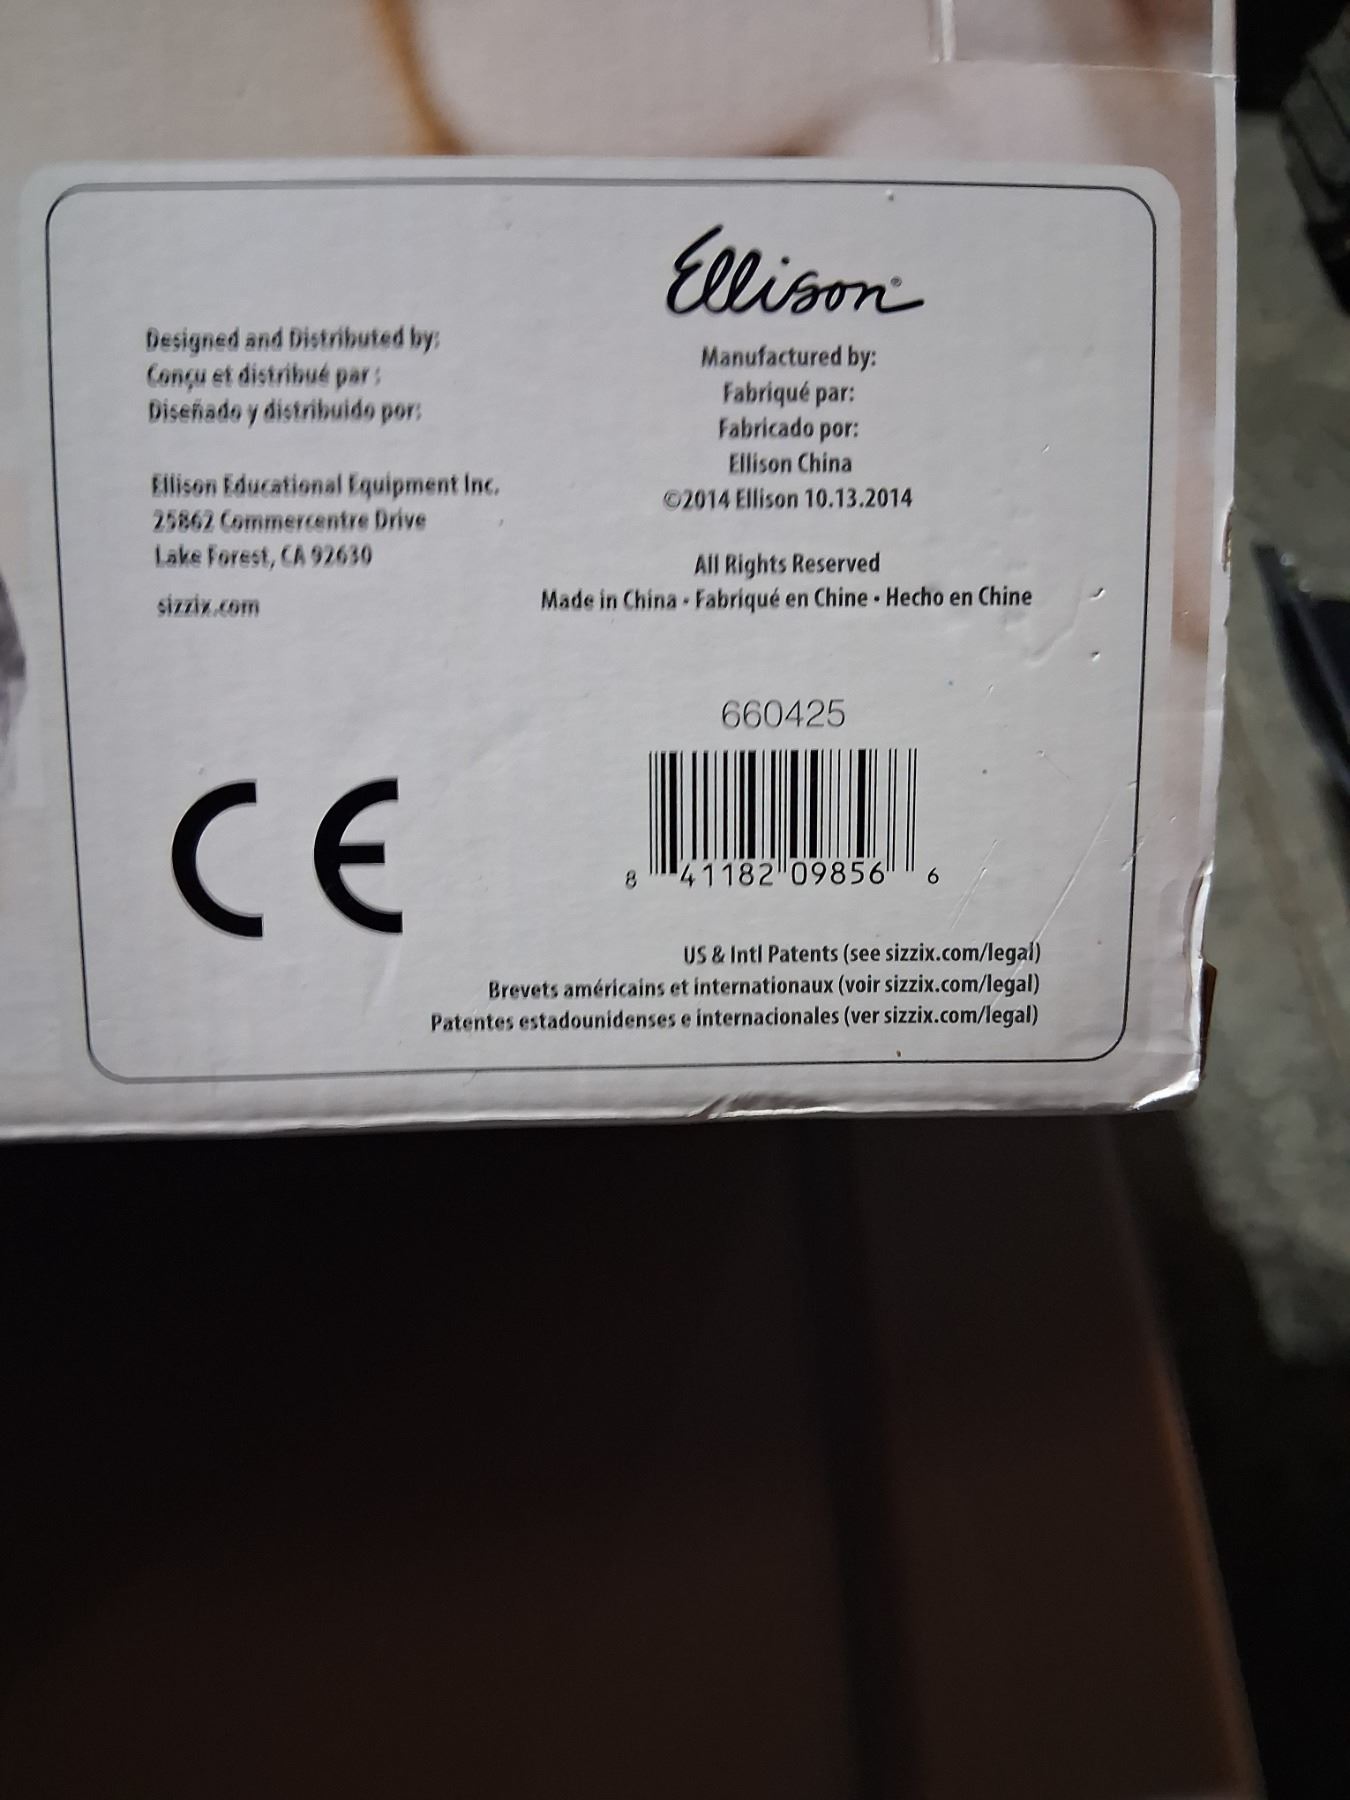 Designed and Distributed by:
Conçu et distribué par :
Diseñado y distribuido por:
Ellison Educational Equipment Inc.
25862 Commercentre Drive
Lake Forest, CA 92630
sizzix.com
Ellison®
Manufactured by:
Fabriqué par:
Fabricado por:
Ellison China
©2014 Ellison 10.13.2014
All Rights Reserved
Made in China • Fabriqué en Chine • Hecho en Chine
CE
660425
8 41182 09856 6
US & Intl Patents (see sizzix.com/legal)
Brevets américains et internationaux (voir sizzix.com/legal)
Patentes estadounidenses e internacionales (ver sizzix.com/legal)